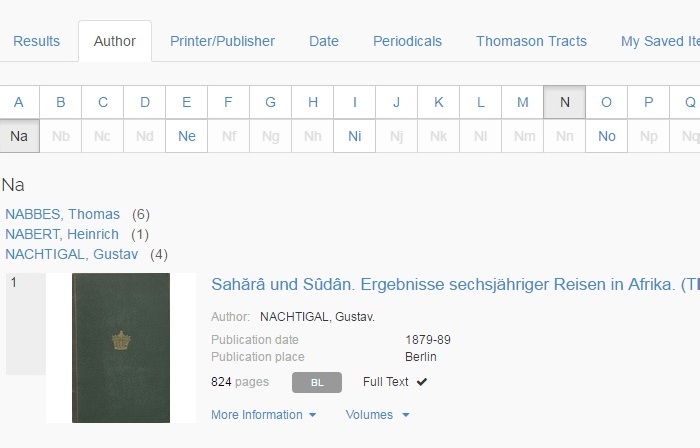 Results Author Printer/Publisher Date Periodicals Thomason Tracts My Saved Ite
A B C D E F G H I J K L M N O P Q
Na Nb Nc Nd Ne Nf Ng Nh Ni Nj Nk Nl Nm Nn No Np Nq
Na
NABBES, Thomas (6)
NABERT, Heinrich (1)
NACHTIGAL, Gustav (4)
1
Sahărâ und Sûdân. Ergebnisse sechsjähriger Reisen in Afrika. (Tl
Author: NACHTIGAL, Gustav.
Publication date 1879-89
Publication place Berlin
824 pages BL Full Text
More Information Volumes